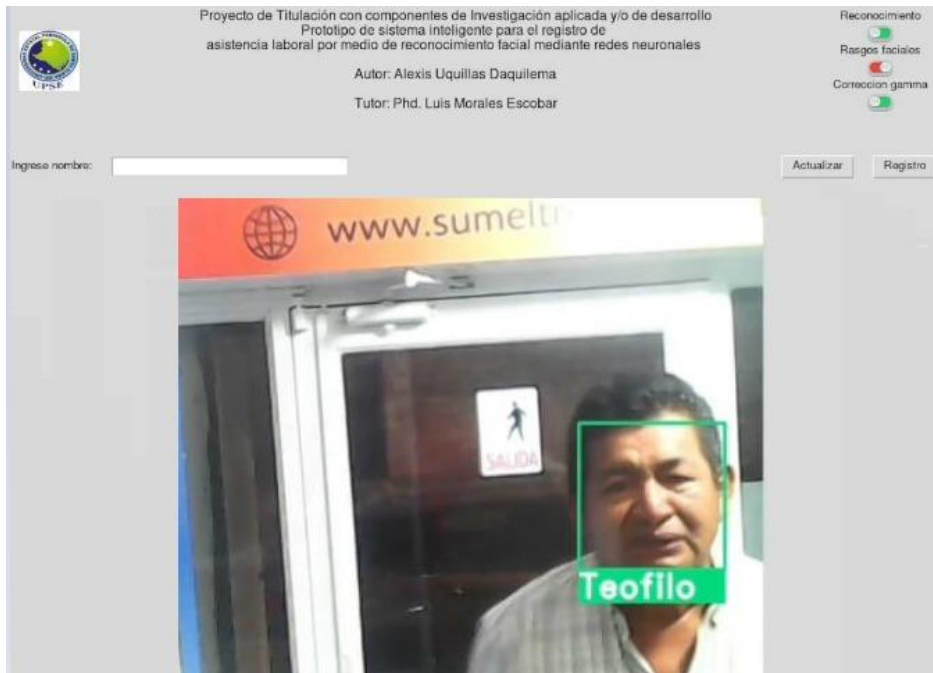 Proyecto de Titulación con componentes de Investigación aplicada y/o de desarrollo
Prototipo de sistema inteligente para el registro de
asistencia laboral por medio de reconocimiento facial mediante redes neuronales
Autor: Alexis Uquillas Daquilema
Tutor: Phd. Luis Morales Escobar
UPSE
Reconocimiento
Rasgos faciales
Correccion gamma
Ingrese nombre:
Actualizar
Registro
www.sumelt
SALIDA
Teofilo